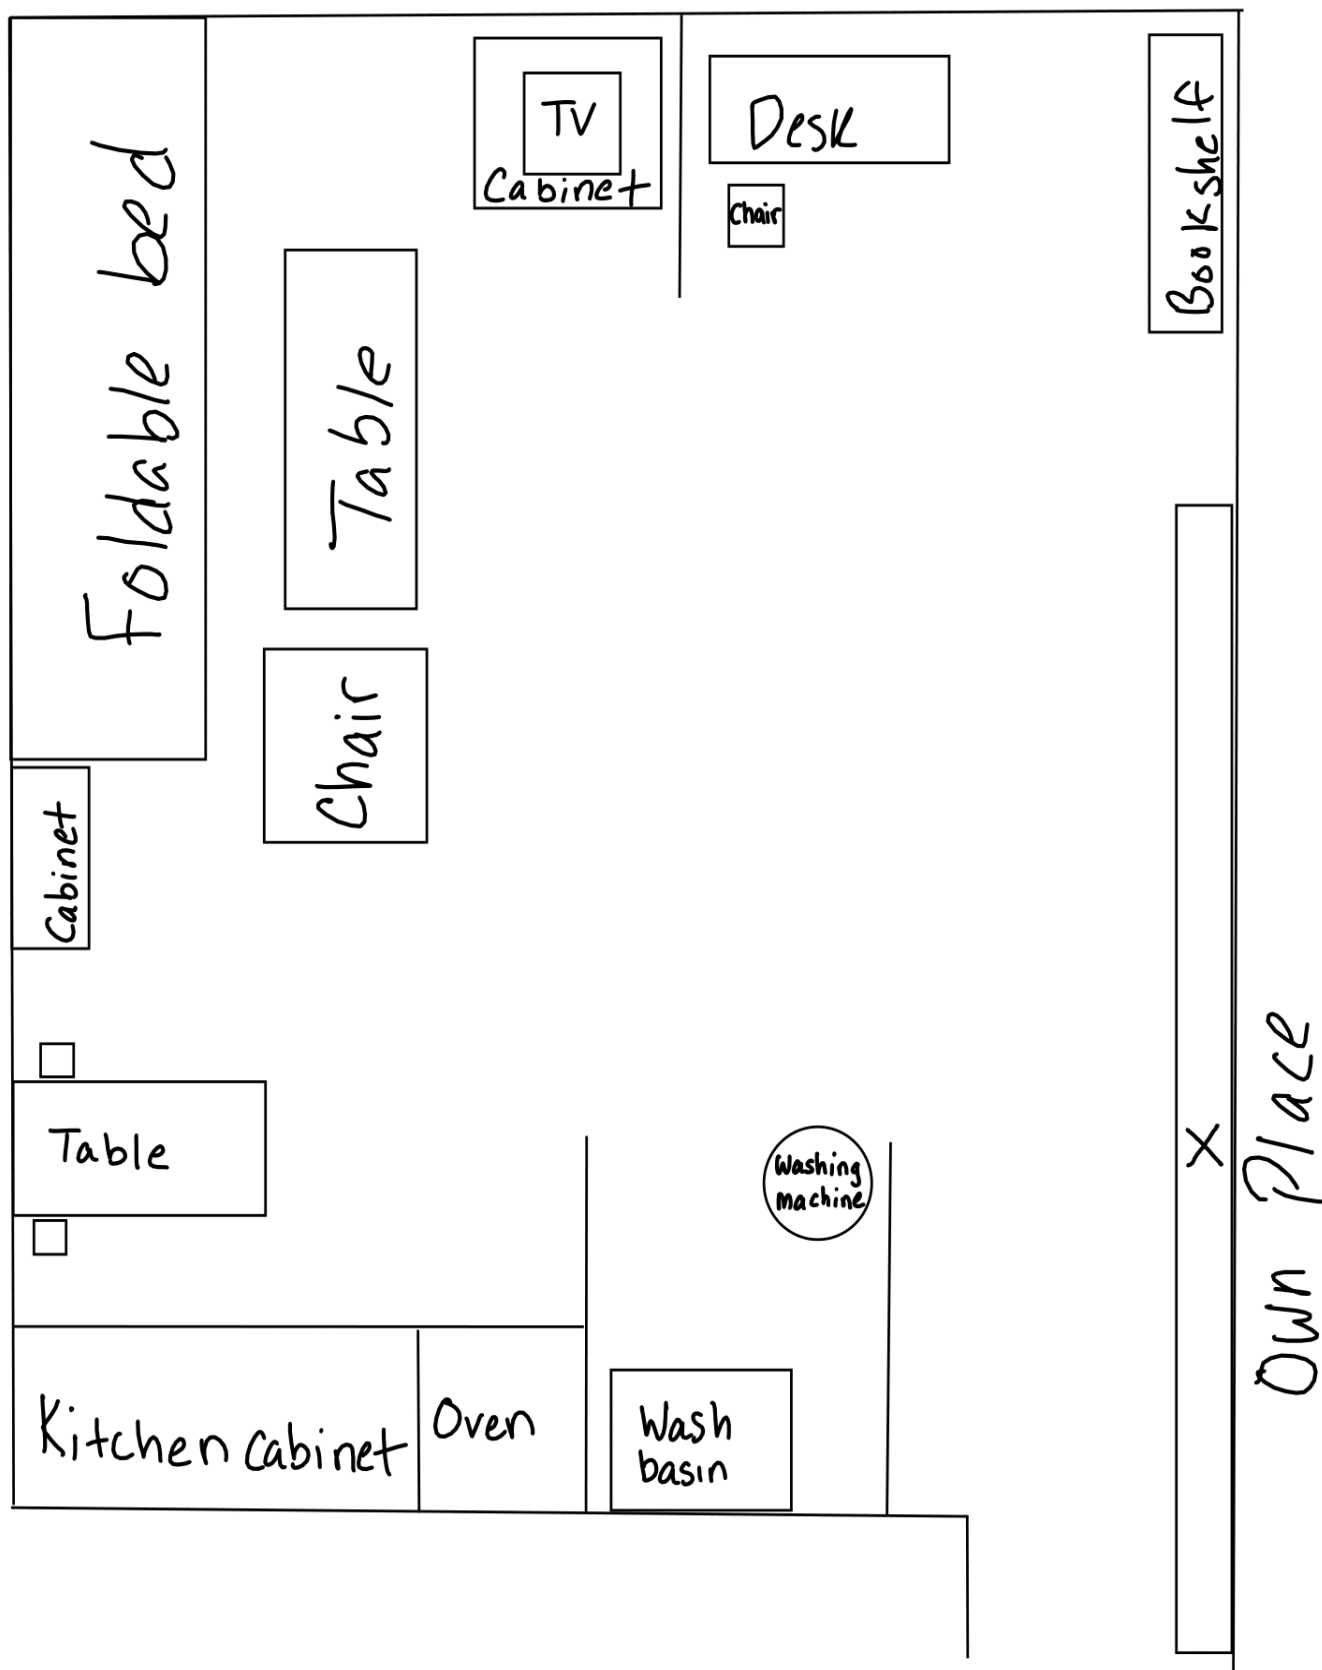 TV
Cabinet
Desk
Chair
Bookshelf
Foldable bed
Table
Chair
Cabinet
Table
Washing
machine
X
Own Place
Kitchen cabinet
Oven
Wash
basin